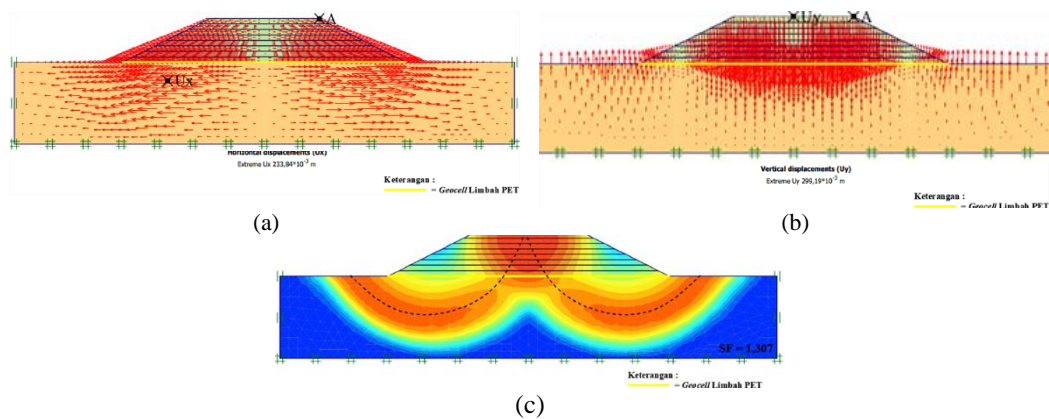 A
Ux
Horizontal displacements (Ux)
Extreme Ux 233,84*10⁻³ m
Keterangan :
= Geocell Limbah PET
(a)
Uy
A
Vertical displacements (Uy)
Extreme Uy 299,19*10⁻³ m
Keterangan :
= Geocell Limbah PET
(b)
SF = 1,307
Keterangan :
= Geocell Limbah PET
(c)